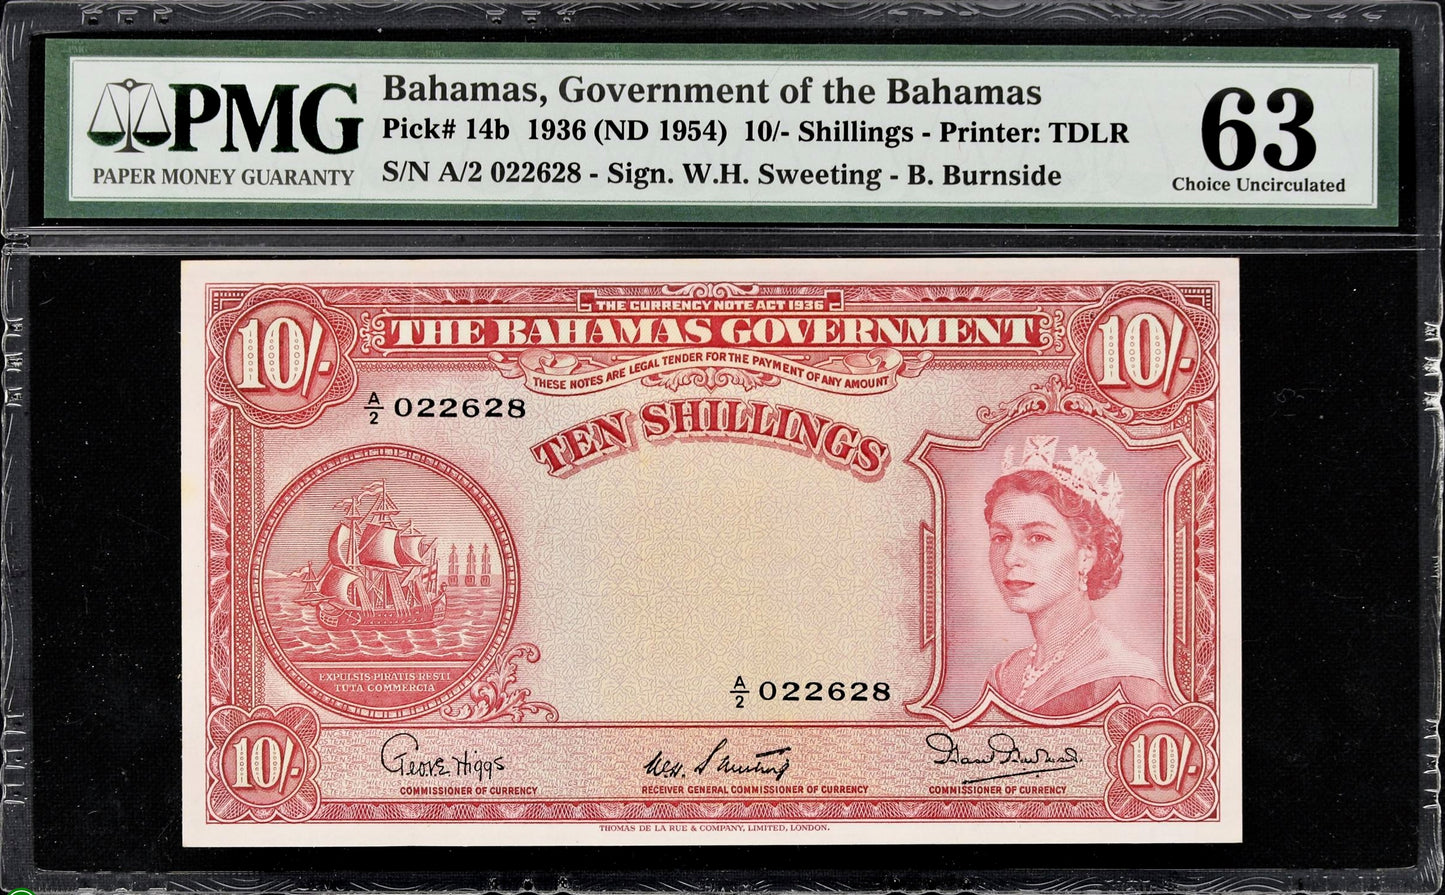 PMG
PAPER MONEY GUARANTY
Bahamas, Government of the Bahamas
Pick# 14b 1936 (ND 1954) 10/- Shillings - Printer: TDLR
S/N A/2 022628 - Sign. W.H. Sweeting - B. Burnside
63
Choice Uncirculated
THE CURRENCY NOTE ACT 1936
10/- THE BAHAMAS GOVERNMENT 10/-
THESE NOTES ARE LEGAL TENDER FOR THE PAYMENT OF ANY AMOUNT
A/2 022628
TEN SHILLINGS
EXPULSIS PIRATIS RESTI
TUTA COMMERCIA
A/2 022628
10/- George Higgs W.H. Sweeting 10/-
COMMISSIONER OF CURRENCY
RECEIVER GENERAL COMMISSIONER OF CURRENCY
COMMISSIONER OF CURRENCY
THOMAS DE LA RUE & COMPANY, LIMITED, LONDON.